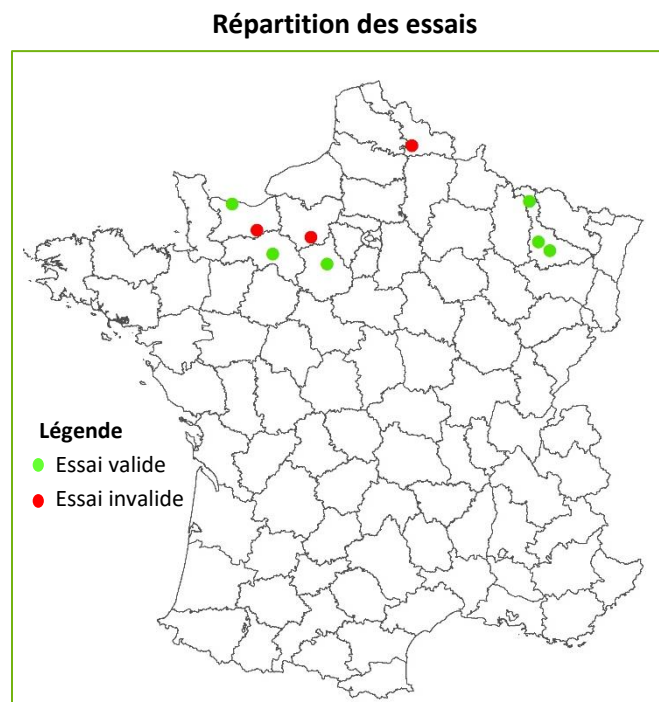 Répartition des essais
Légende
Essai valide
Essai invalide